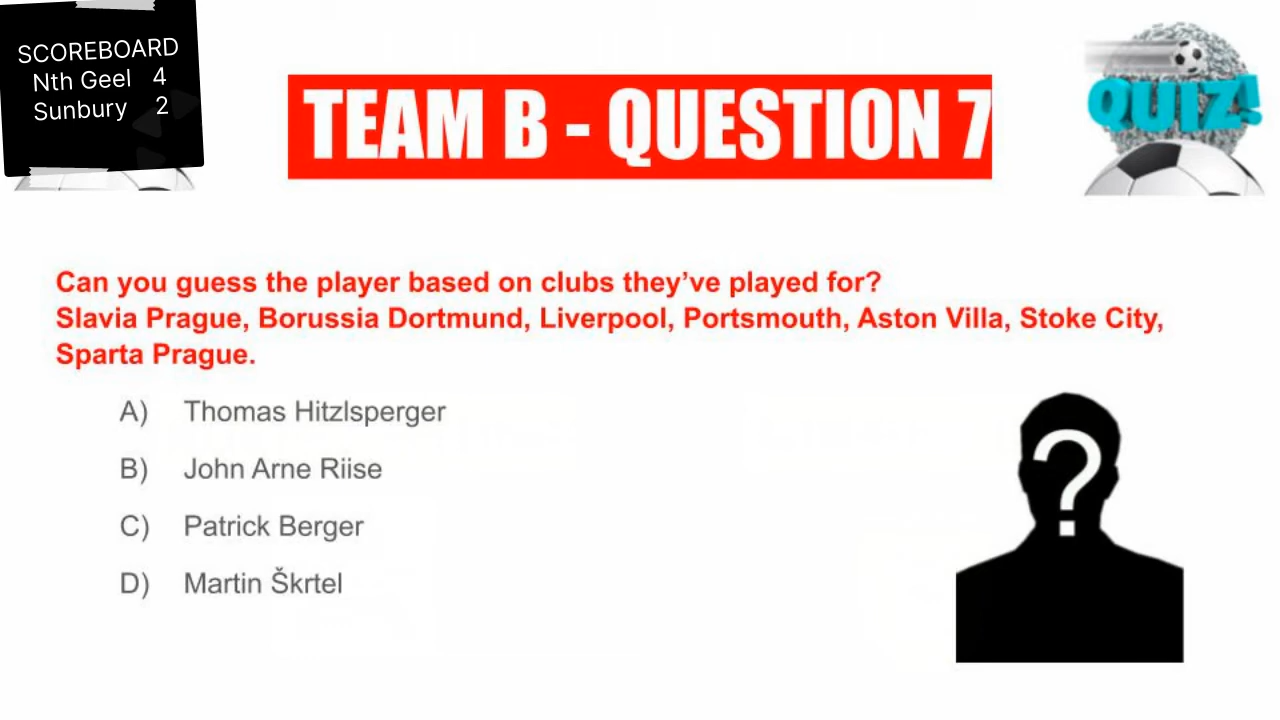 SCOREBOARD
Nth Geel 4
Sunbury 2
TEAM B - QUESTION 7
QUIZ!
Can you guess the player based on clubs they’ve played for?
Slavia Prague, Borussia Dortmund, Liverpool, Portsmouth, Aston Villa, Stoke City,
Sparta Prague.
A) Thomas Hitzlsperger
B) John Arne Riise
C) Patrick Berger
D) Martin Škrtel
?